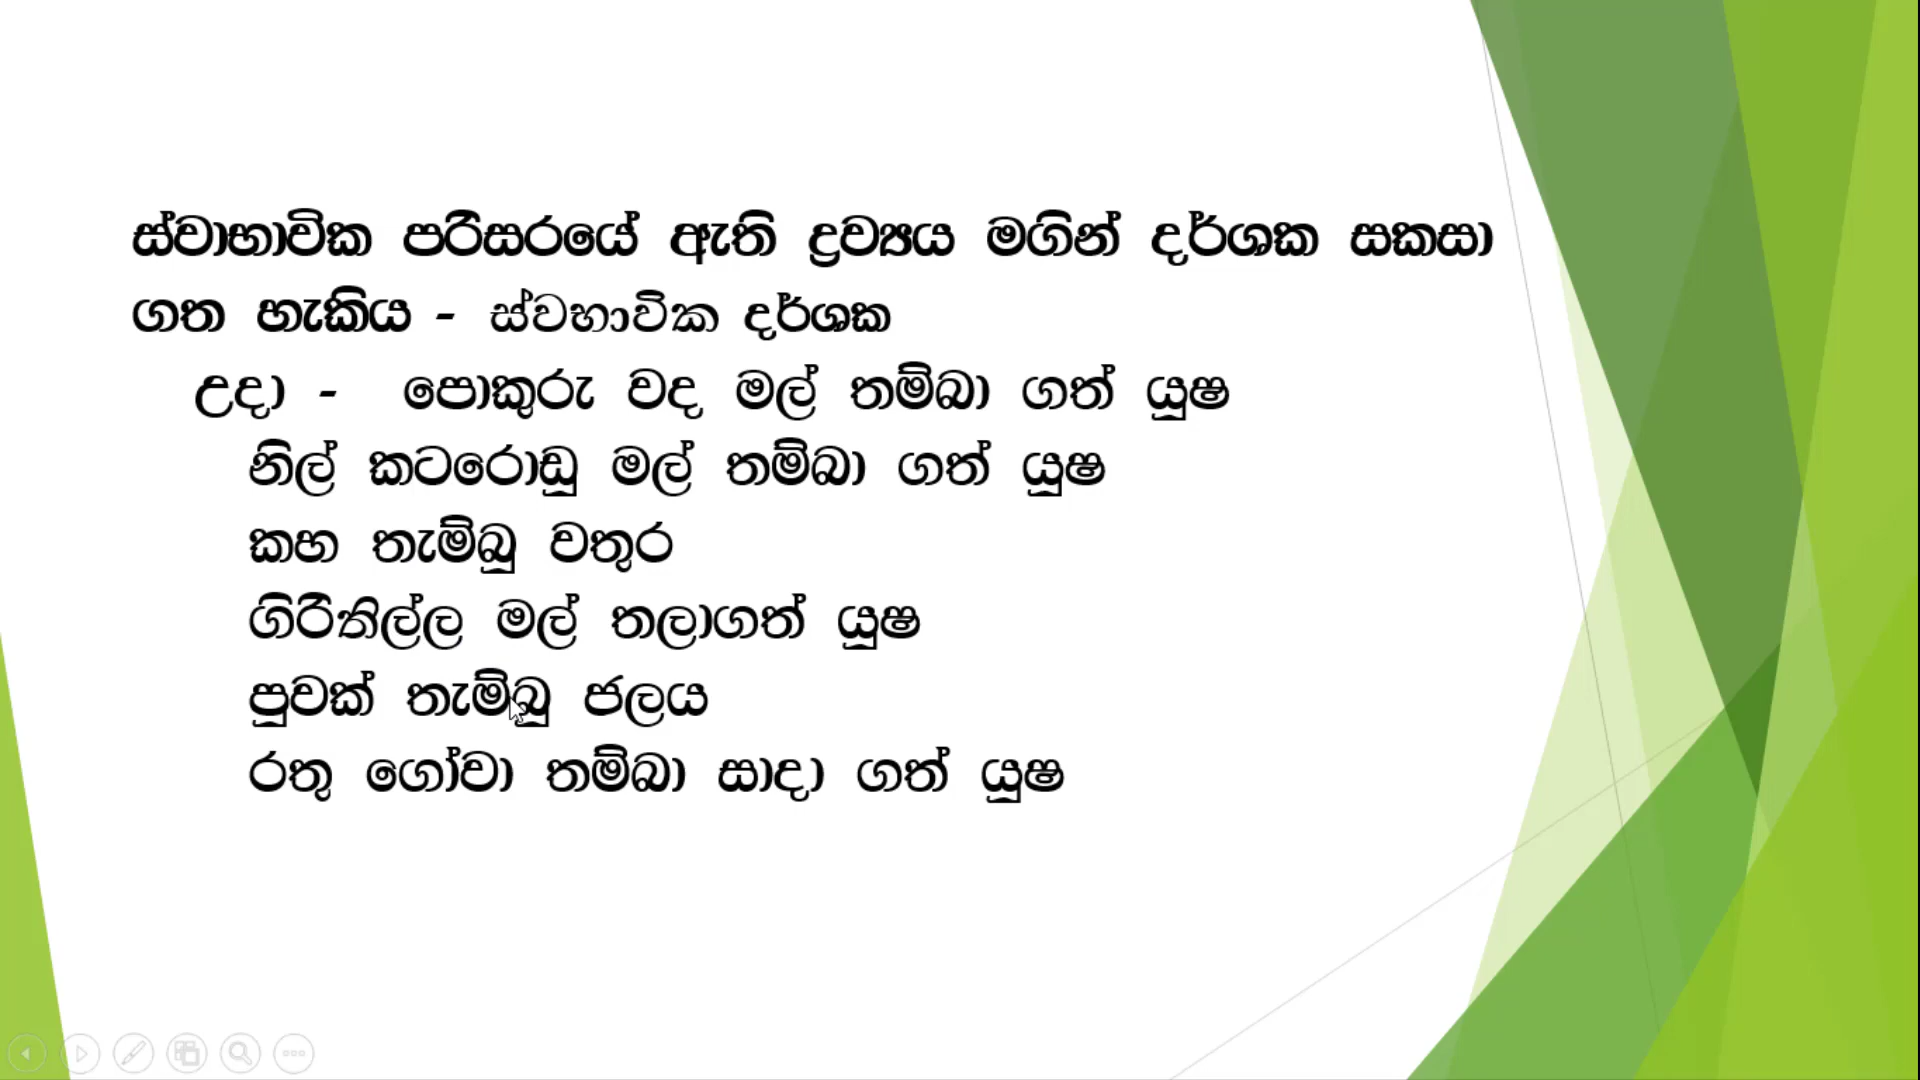 ස්වාභාවික පරිසරයේ ඇති ද්‍රව්‍යය මගින් දර්ශක සකසා
ගත හැකිය - ස්වභාවික දර්ශක
උදා - පොකුරු වද මල් තම්බා ගත් යූෂ
නිල් කටරොඩූ මල් තම්බා ගත් යූෂ
කහ තැම්බූ වතුර
ගිරිතිල්ල මල් තලාගත් යූෂ
පුවක් තැම්බූ ජලය
රතු ගෝවා තම්බා සාදා ගත් යූෂ